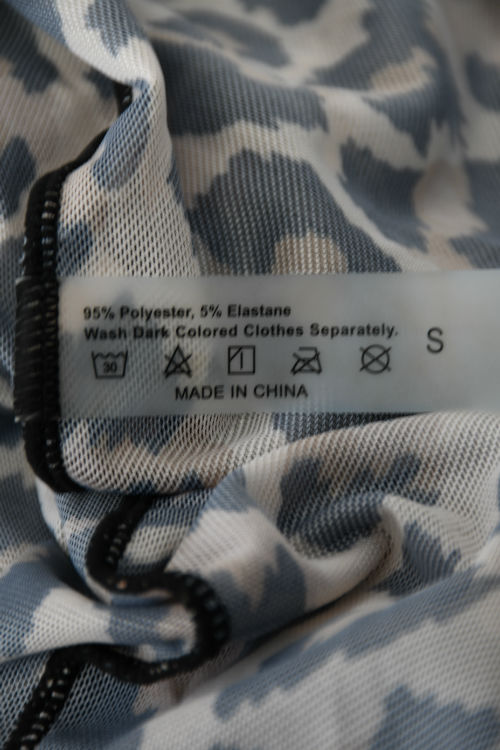 95% Polyester, 5% Elastane
Wash Dark Colored Clothes Separately.
S
30
MADE IN CHINA